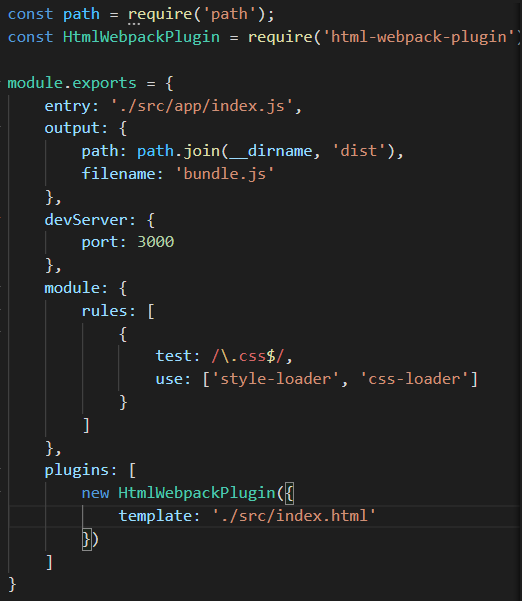 const path = require('path');
const HtmlWebpackPlugin = require('html-webpack-plugin')

module.exports = {
    entry: './src/app/index.js',
    output: {
        path: path.join(__dirname, 'dist'),
        filename: 'bundle.js'
    },
    devServer: {
        port: 3000
    },
    module: {
        rules: [
            {
                test: /\.css$/,
                use: ['style-loader', 'css-loader']
            }
        ]
    },
    plugins: [
        new HtmlWebpackPlugin({
            template: './src/index.html'
        })
    ]
}